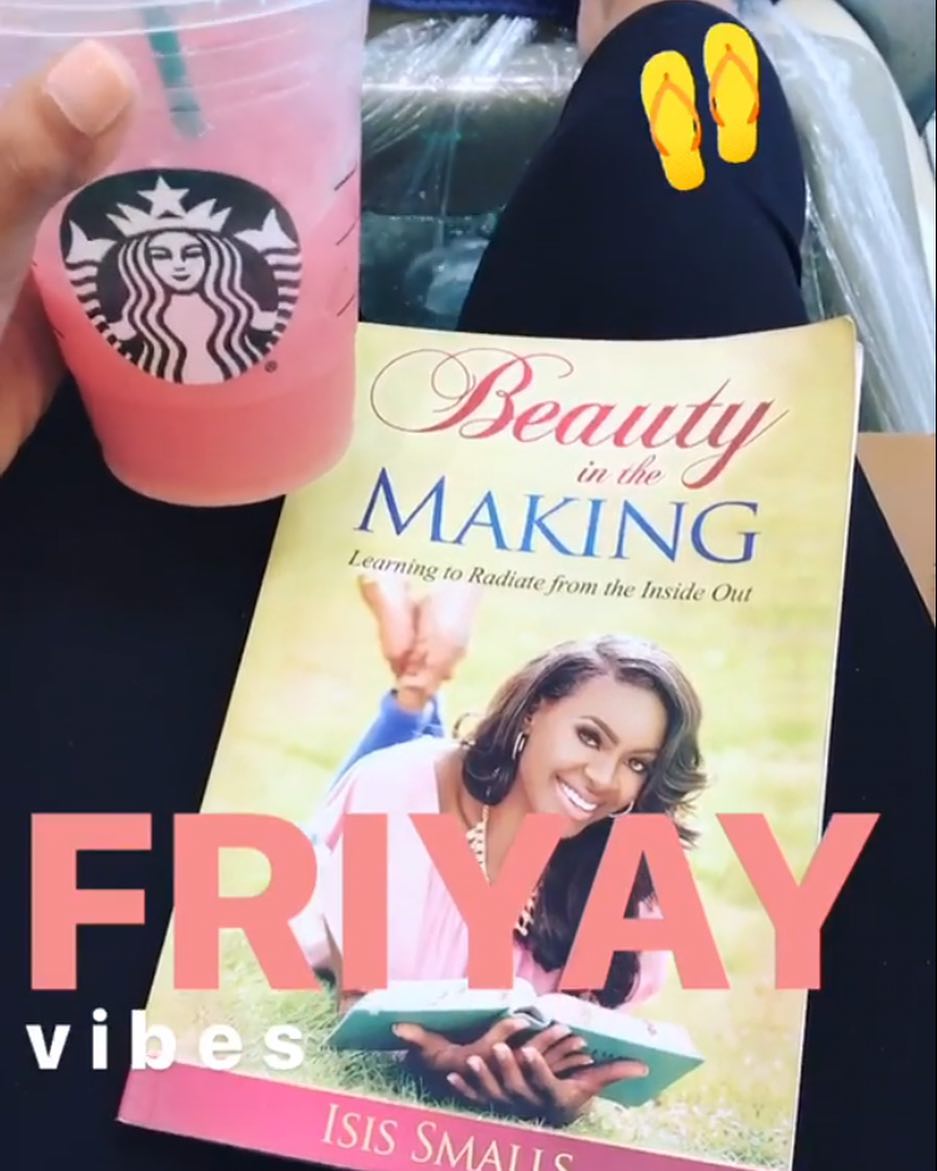 Beauty
in the
MAKING
Learning to Radiate from the Inside Out
FRIYAY
vibes
ISIS SMALLS